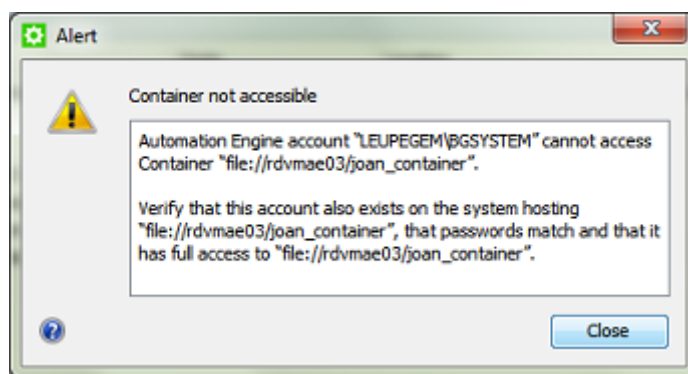 Alert
Container not accessible
Automation Engine account "LEUPEGEM\BGSYSTEM" cannot access
Container "file://rdvmae03/joan_container".
Verify that this account also exists on the system hosting
"file://rdvmae03/joan_container", that passwords match and that it
has full access to "file://rdvmae03/joan_container".
Close